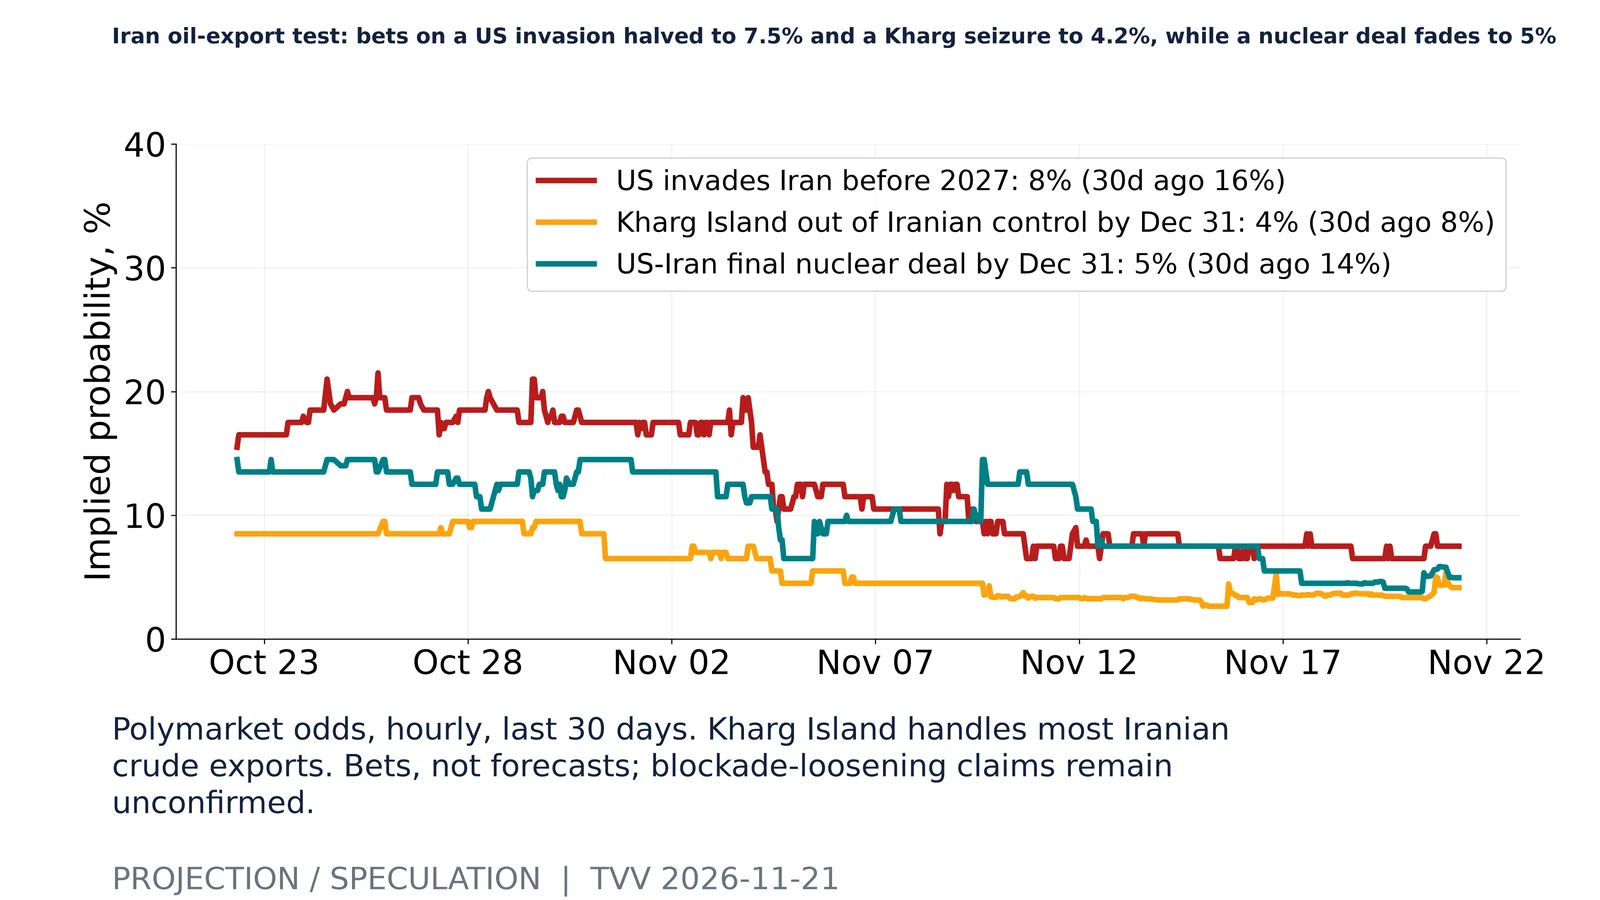 Iran oil-export test: bets on a US invasion halved to 7.5% and a Kharg seizure to 4.2%, while a nuclear deal fades to 5%
Implied probability, %
40
30
20
10
0
US invades Iran before 2027: 8% (30d ago 16%)
Kharg Island out of Iranian control by Dec 31: 4% (30d ago 8%)
US-Iran final nuclear deal by Dec 31: 5% (30d ago 14%)
Oct 23 Oct 28 Nov 02 Nov 07 Nov 12 Nov 17 Nov 22
Polymarket odds, hourly, last 30 days. Kharg Island handles most Iranian
crude exports. Bets, not forecasts; blockade-loosening claims remain
unconfirmed.
PROJECTION / SPECULATION | TVV 2026-11-21